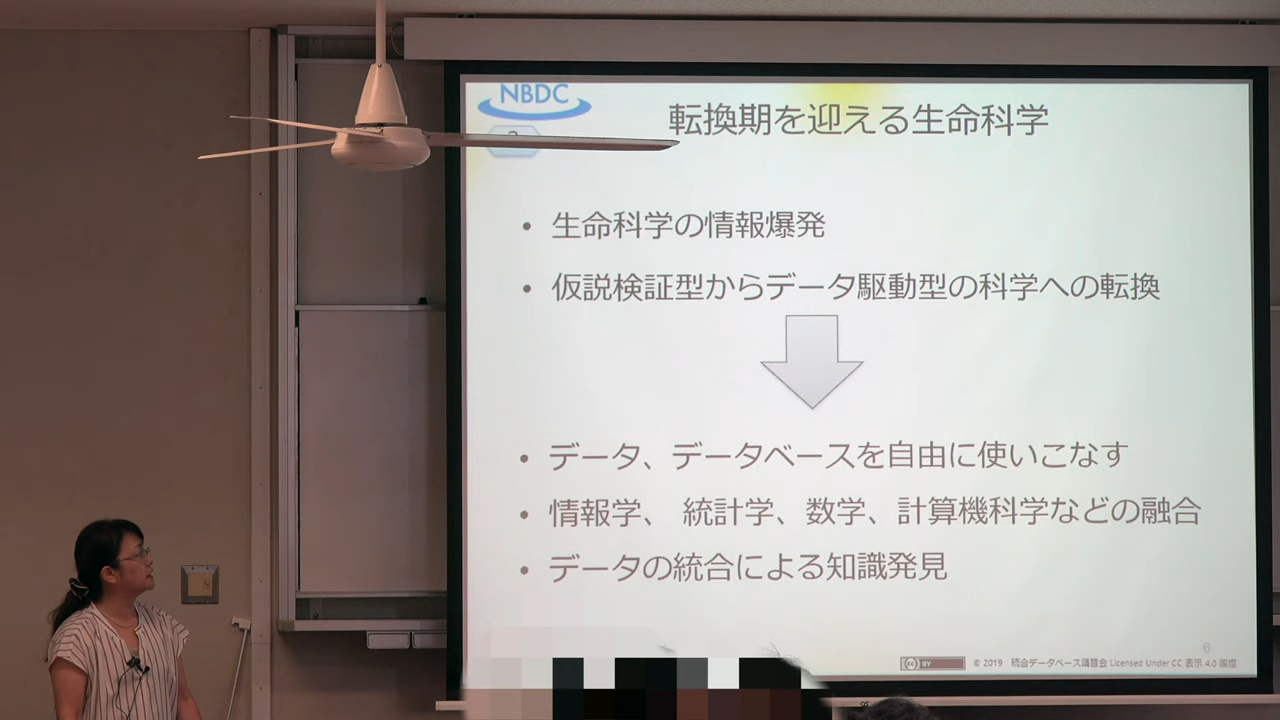 NBDC
転換期を迎える生命科学
• 生命科学の情報爆発
• 仮説検証型からデータ駆動型の科学への転換
• データ、データベースを自由に使いこなす
• 情報学、 統計学、数学、計算機科学などの融合
• データの統合による知識発見
6
cc BY © 2019 統合データベース講習会 Licensed Under CC 表示 4.0 国際